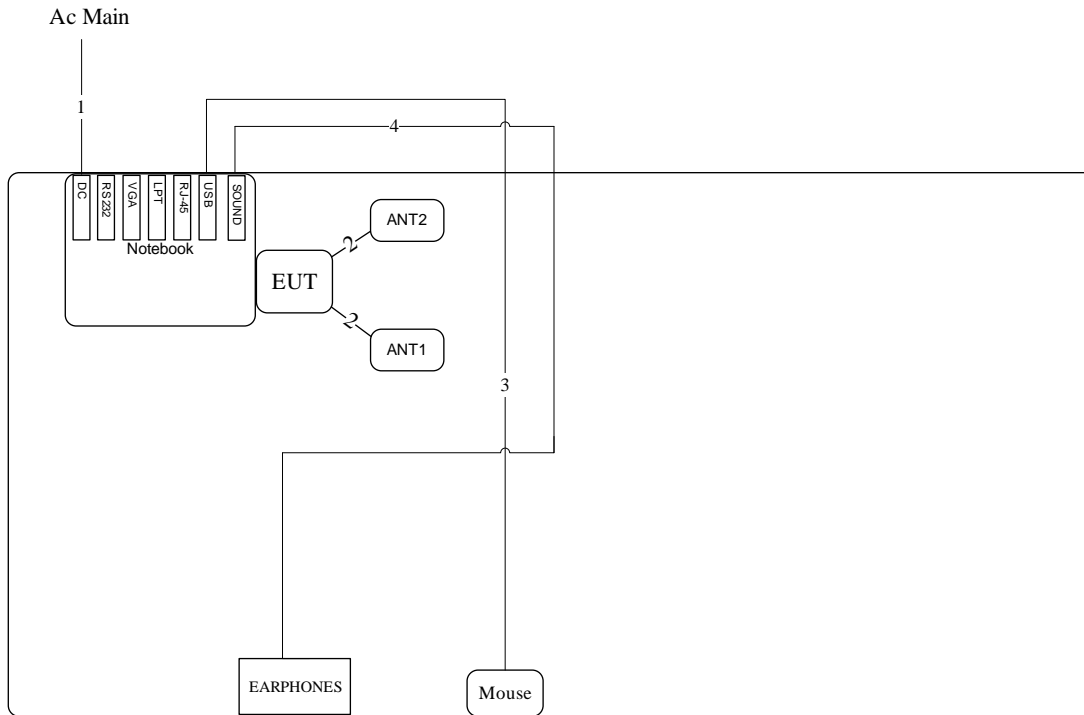 Ac Main
1
4
DC
RS232
VGA
LPT
RJ-45
USB
SOUND
Notebook
ANT2
2
EUT
2
ANT1
3
EARPHONES
Mouse